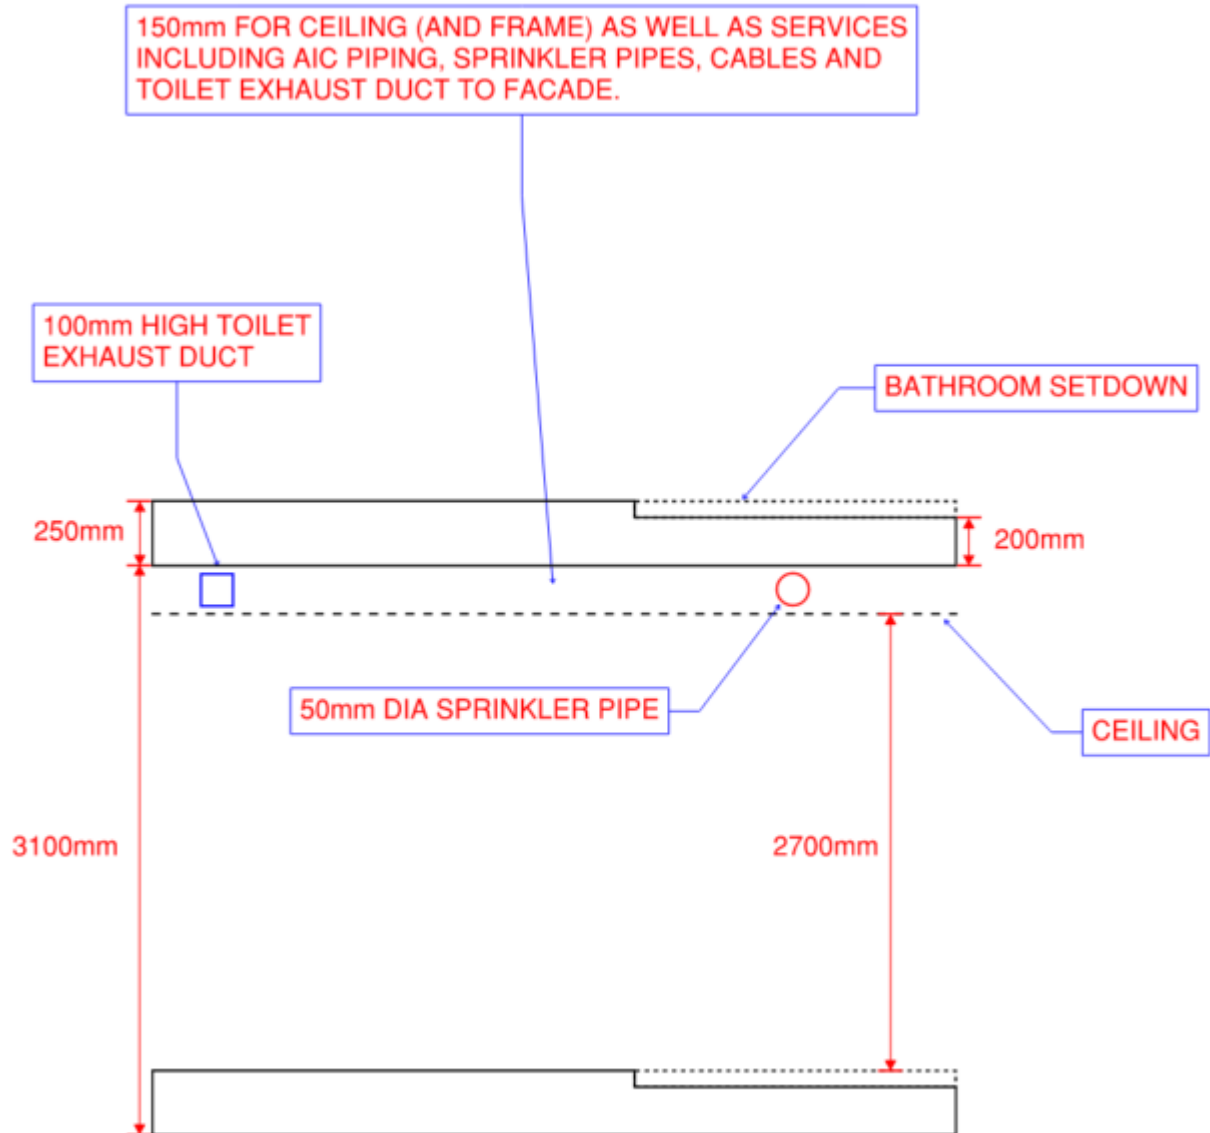 150mm FOR CEILING (AND FRAME) AS WELL AS SERVICES
INCLUDING AIC PIPING, SPRINKLER PIPES, CABLES AND
TOILET EXHAUST DUCT TO FACADE.
100mm HIGH TOILET
EXHAUST DUCT
BATHROOM SETDOWN
250mm
200mm
50mm DIA SPRINKLER PIPE
CEILING
3100mm
2700mm